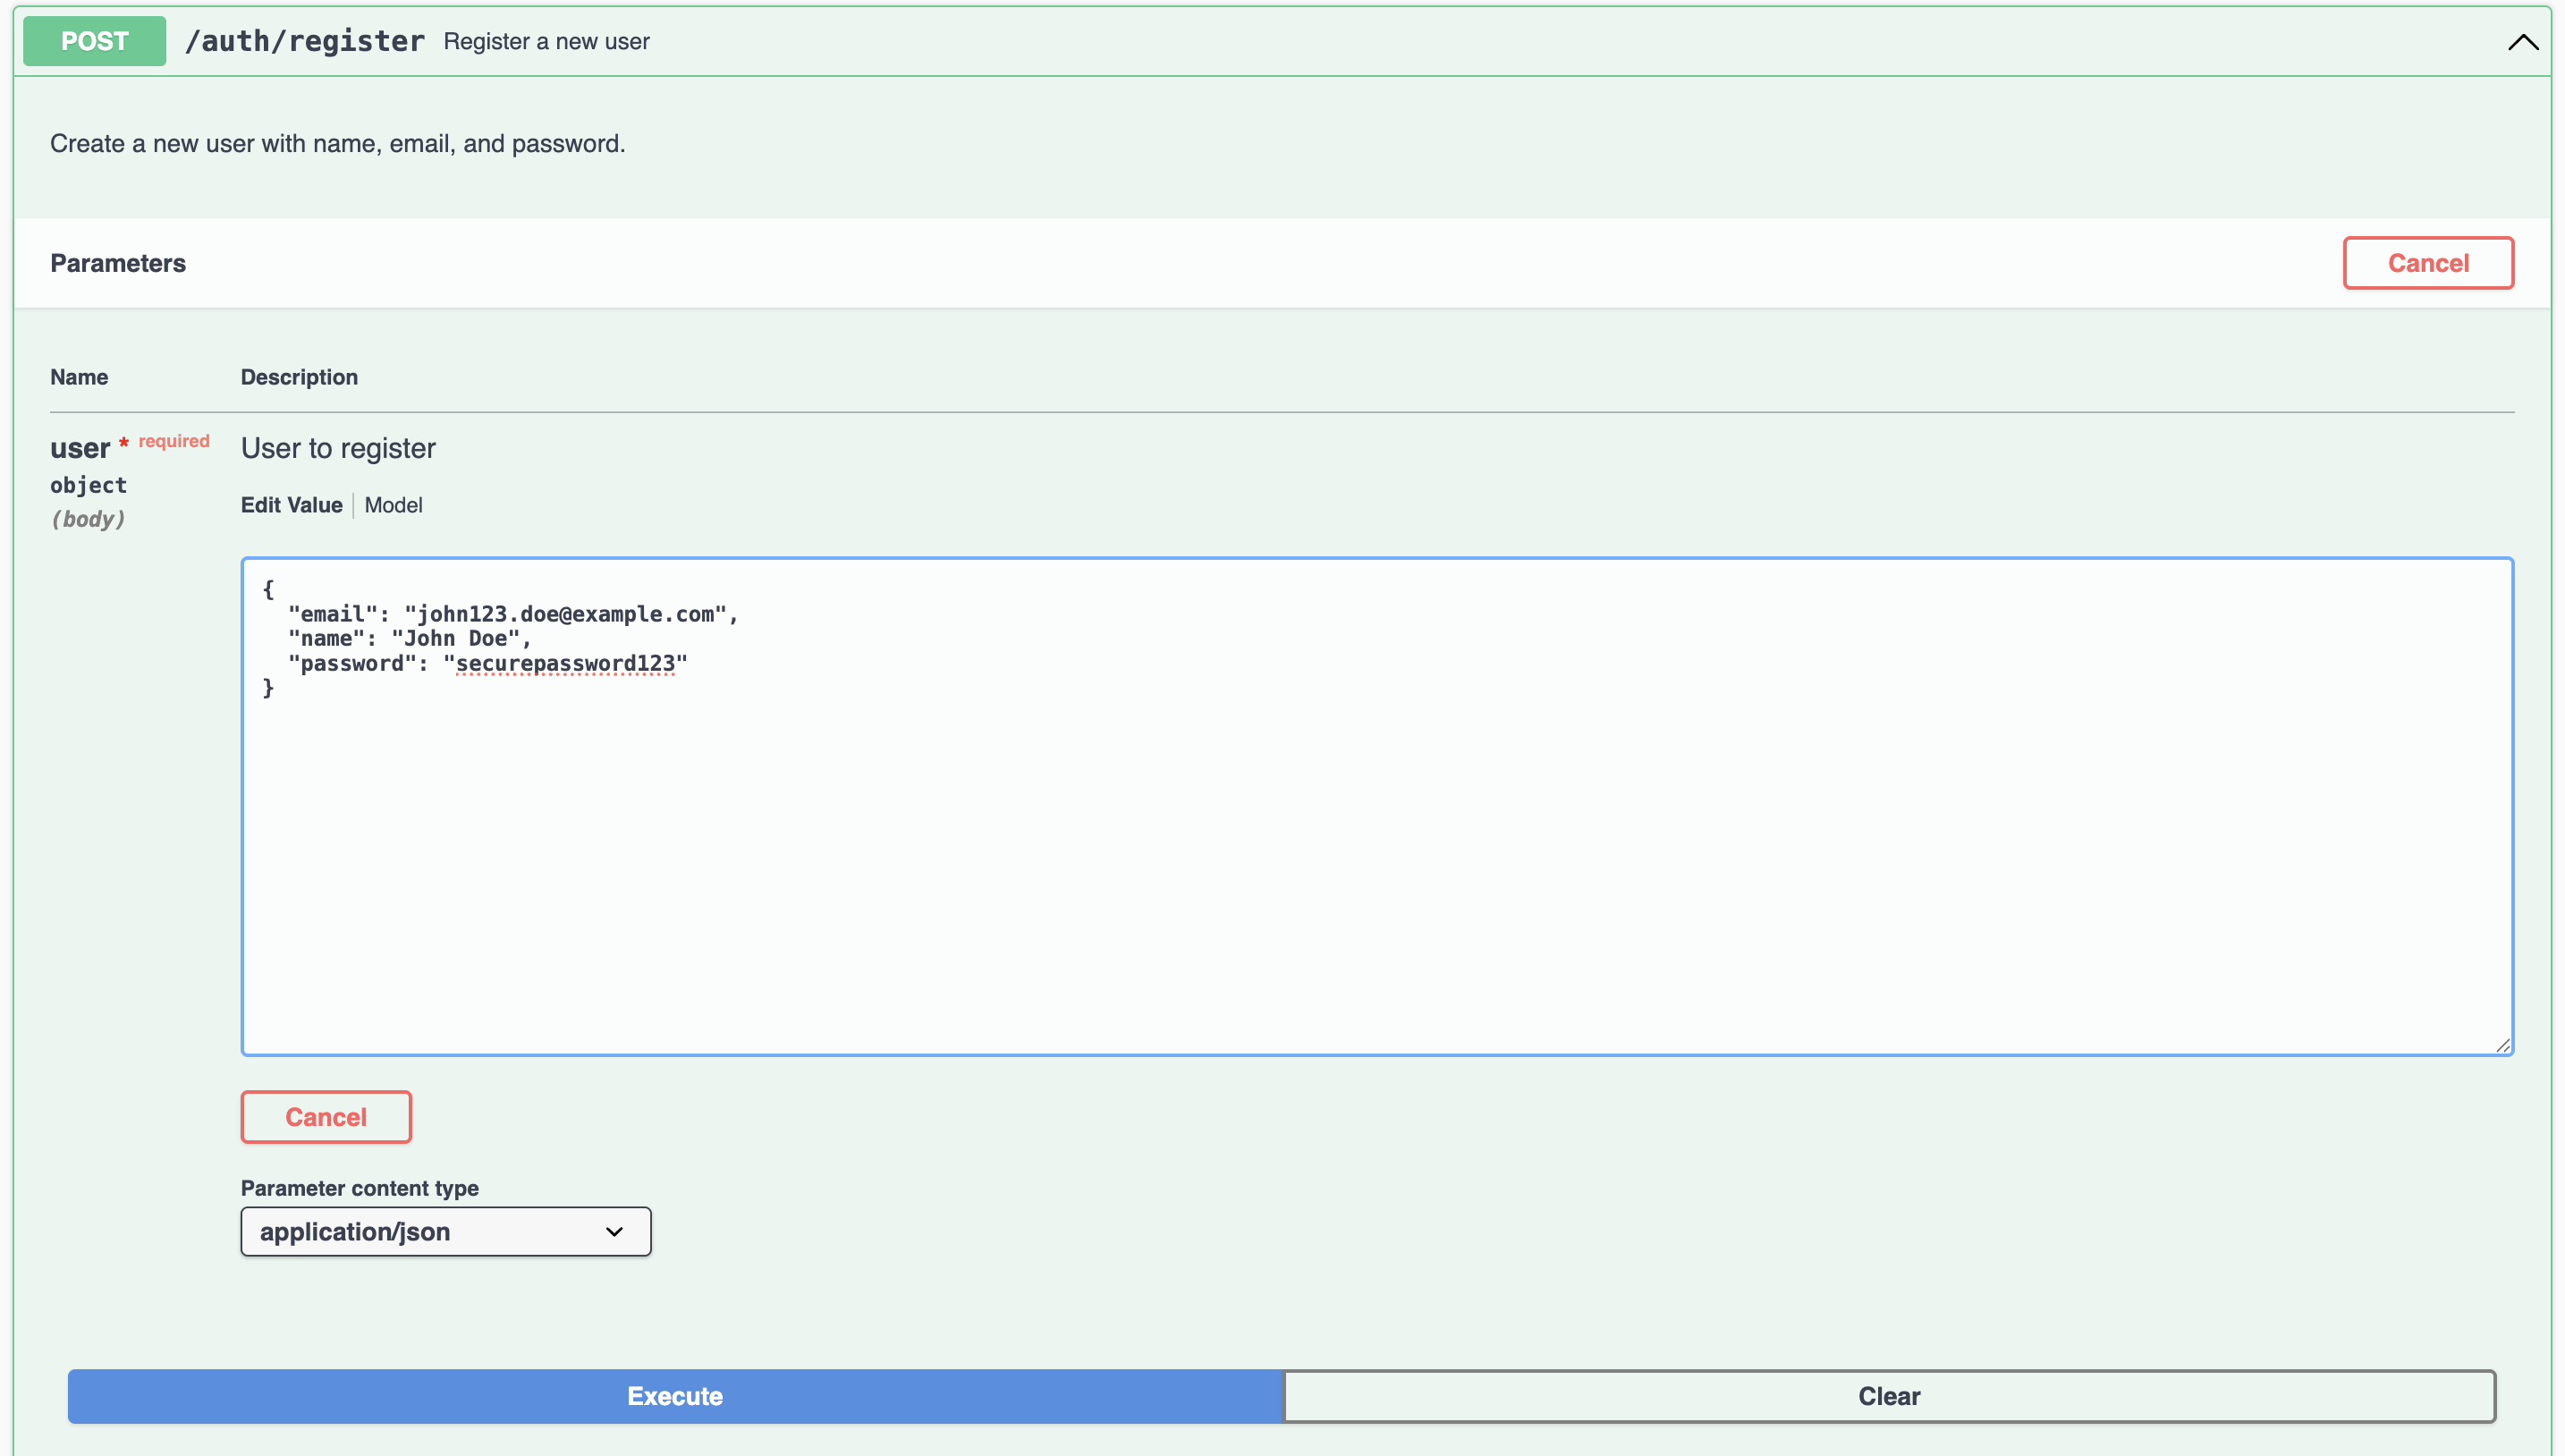 POST /auth/register Register a new user
Create a new user with name, email, and password.
Parameters
Cancel
Name Description
user * required
object
(body)
User to register
Edit Value | Model
{
  "email": "john123.doe@example.com",
  "name": "John Doe",
  "password": "securepassword123"
}
Cancel
Parameter content type
application/json
Execute
Clear